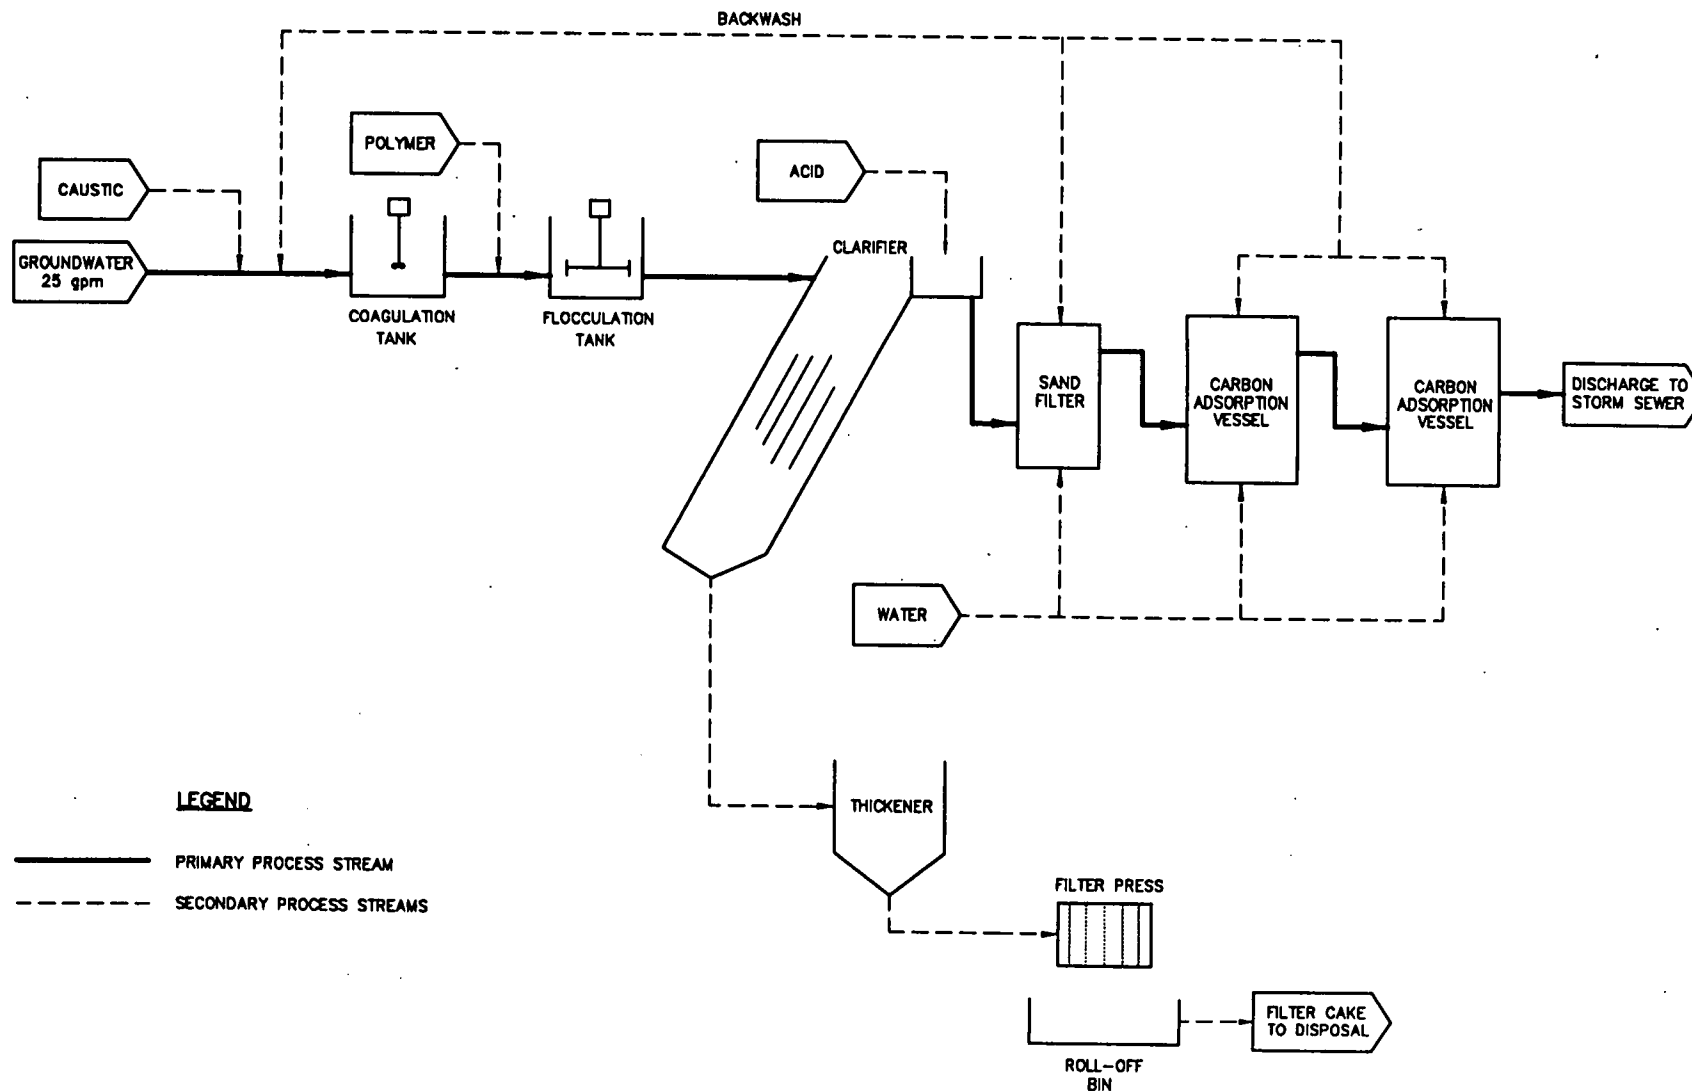 BACKWASH
POLYMER
ACID
CAUSTIC
GROUNDWATER
25 gpm
CLARIFIER
COAGULATION
TANK
FLOCCULATION
TANK
SAND
FILTER
CARBON
ADSORPTION
VESSEL
CARBON
ADSORPTION
VESSEL
DISCHARGE TO
STORM SEWER
WATER
THICKENER
LEGEND
PRIMARY PROCESS STREAM
SECONDARY PROCESS STREAMS
FILTER PRESS
FILTER CAKE
TO DISPOSAL
ROLL-OFF
BIN